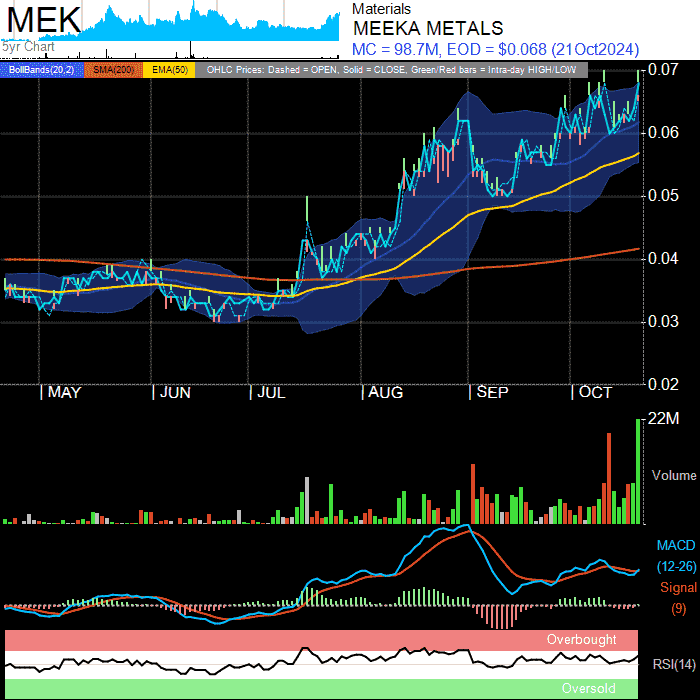 MEK
5yr Chart
Materials
MEEKA METALS
MC = 98.7M, EOD = $0.068 (21Oct2024)
BollBands(20,2) SMA(200) EMA(50) OHLC Prices: Dashed = OPEN, Solid = CLOSE, Green/Red bars = Intra-day HIGH/LOW
0.07
0.06
0.05
0.04
0.03
0.02
MAY JUN JUL AUG SEP OCT
22M
Volume
MACD
(12-26)
Signal
(9)
Overbought
RSI(14)
Oversold